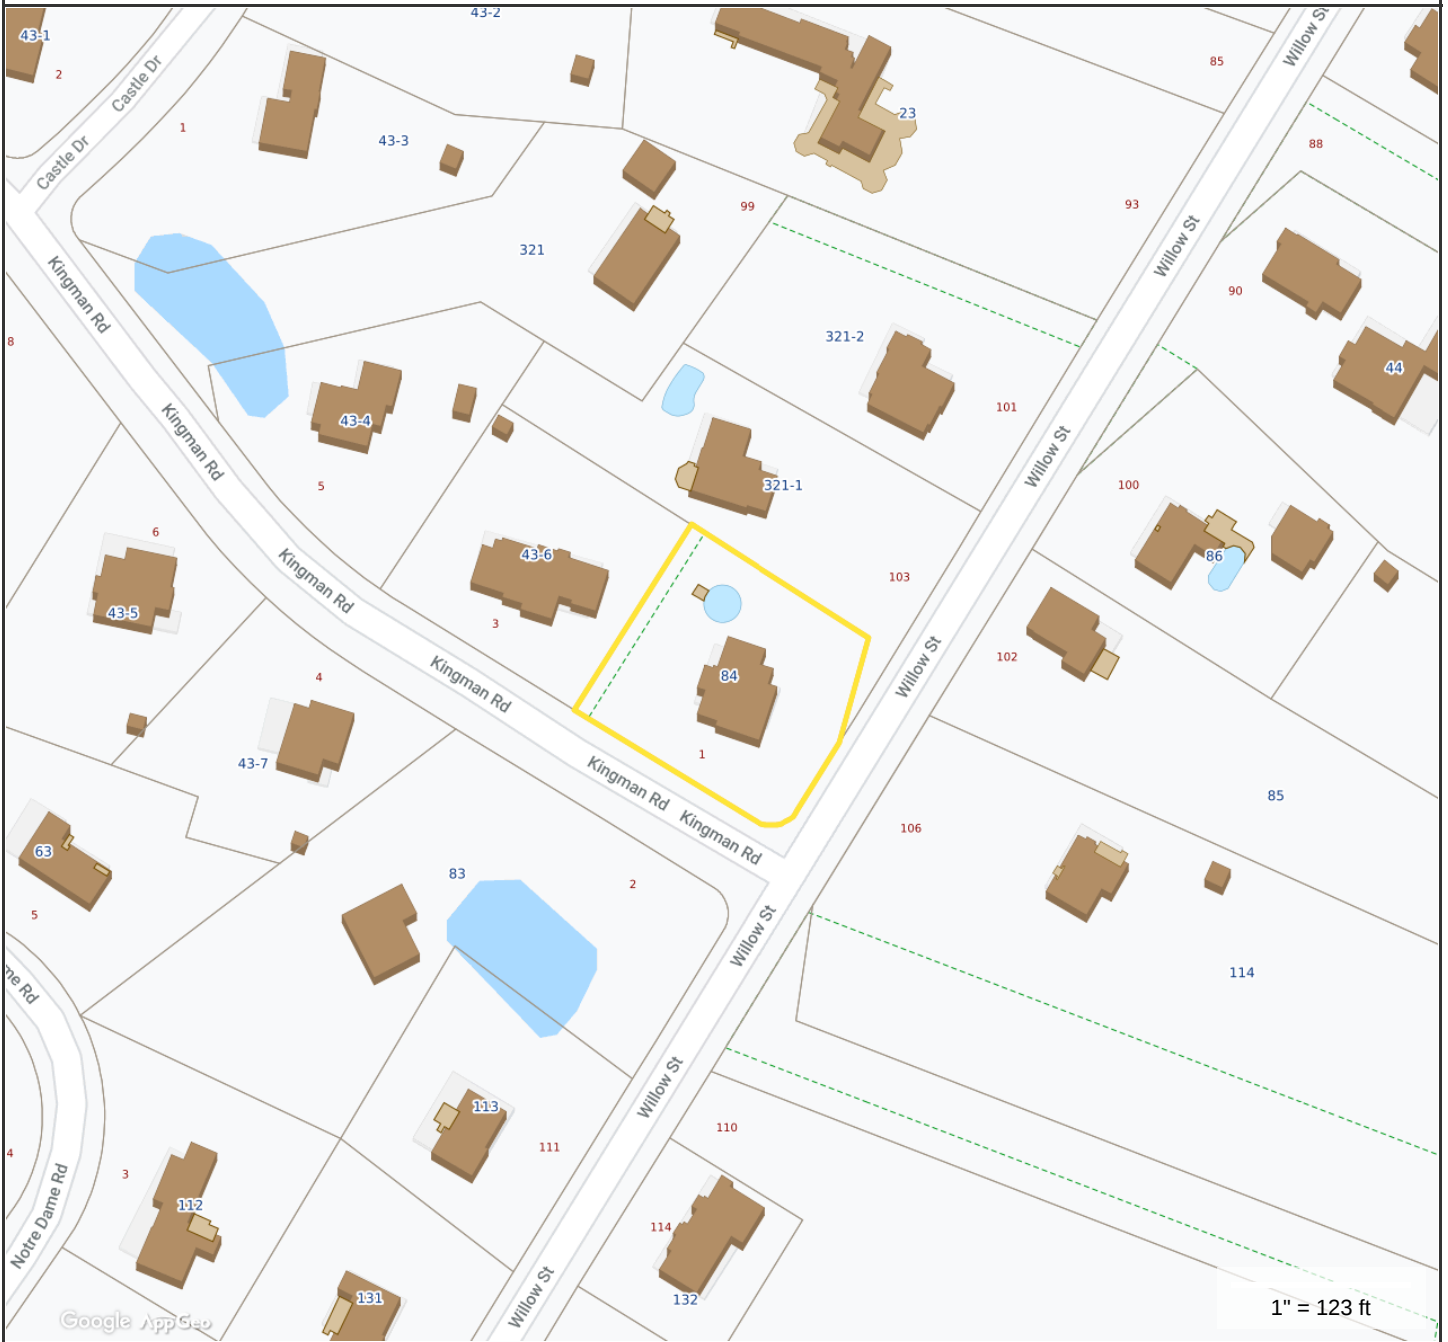 43-2
43-1
2
Willow St
85
Castle Dr
23
1
43-3
88
Castle Dr
99
93
Willow St
321
90
Kingman Rd
321-2
8
44
101
43-4
Kingman Rd
Willow St
5
321-1
100
6
43-6
86
Kingman Rd
103
43-5
3
102
Willow St
4
84
Kingman Rd
1
43-7
Kingman Rd
85
Kingman Rd
106
63
83
2
5
Willow St
114
me Rd
Willow St
113
110
111
4
3
Notre Dame Rd
112
114
Willow St
131
132
1" = 123 ft
Google AppGeo